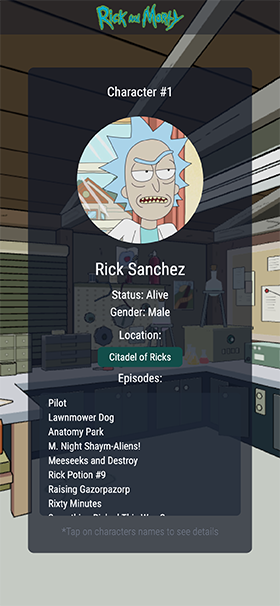 Rick and Morty
Character #1
Rick Sanchez
Status: Alive
Gender: Male
Location:
Citadel of Ricks
Episodes:
Pilot
Lawnmower Dog
Anatomy Park
M. Night Shaym-Aliens!
Meeseeks and Destroy
Rick Potion #9
Raising Gazorpazorp
Rixty Minutes
*Tap on characters names to see details